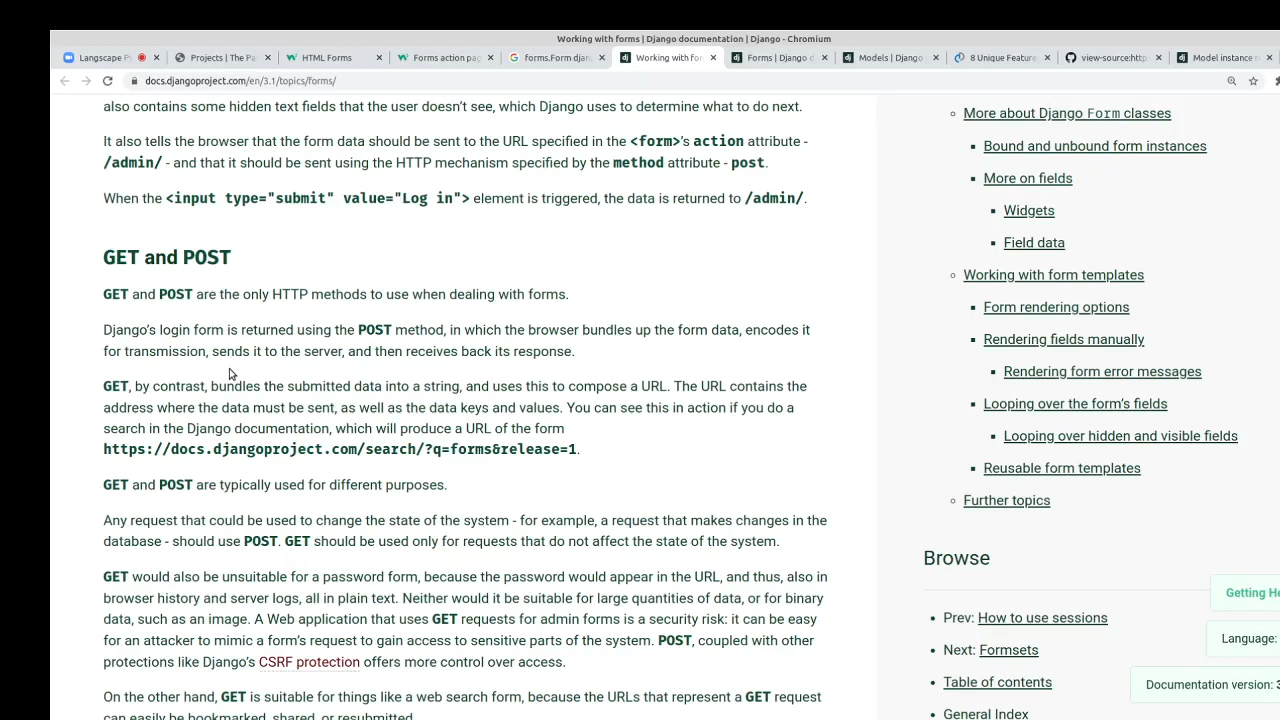 Working with forms | Django documentation | Django - Chromium
Langscape Projects | The Pa HTML Forms Forms action pag forms.Form djan Working with for Forms | Django d Models | Django 8 Unique Feature view-source:http Model instance r
docs.djangoproject.com/en/3.1/topics/forms/
also contains some hidden text fields that the user doesn’t see, which Django uses to determine what to do next.
It also tells the browser that the form data should be sent to the URL specified in the <form>’s action attribute -
/admin/ - and that it should be sent using the HTTP mechanism specified by the method attribute - post.
When the <input type="submit" value="Log in"> element is triggered, the data is returned to /admin/.
GET and POST
GET and POST are the only HTTP methods to use when dealing with forms.
Django’s login form is returned using the POST method, in which the browser bundles up the form data, encodes it
for transmission, sends it to the server, and then receives back its response.
GET, by contrast, bundles the submitted data into a string, and uses this to compose a URL. The URL contains the
address where the data must be sent, as well as the data keys and values. You can see this in action if you do a
search in the Django documentation, which will produce a URL of the form
https://docs.djangoproject.com/search/?q=forms&release=1.
GET and POST are typically used for different purposes.
Any request that could be used to change the state of the system - for example, a request that makes changes in the
database - should use POST. GET should be used only for requests that do not affect the state of the system.
GET would also be unsuitable for a password form, because the password would appear in the URL, and thus, also in
browser history and server logs, all in plain text. Neither would it be suitable for large quantities of data, or for binary
data, such as an image. A Web application that uses GET requests for admin forms is a security risk: it can be easy
for an attacker to mimic a form’s request to gain access to sensitive parts of the system. POST, coupled with other
protections like Django’s CSRF protection offers more control over access.
On the other hand, GET is suitable for things like a web search form, because the URLs that represent a GET request
can easily be bookmarked, shared, or resubmitted.
More about Django Form classes
Bound and unbound form instances
More on fields
Widgets
Field data
Working with form templates
Form rendering options
Rendering fields manually
Rendering form error messages
Looping over the form’s fields
Looping over hidden and visible fields
Reusable form templates
Further topics
Browse
Prev: How to use sessions
Next: Formsets
Table of contents
General Index
Getting He
Language:
Documentation version: 3